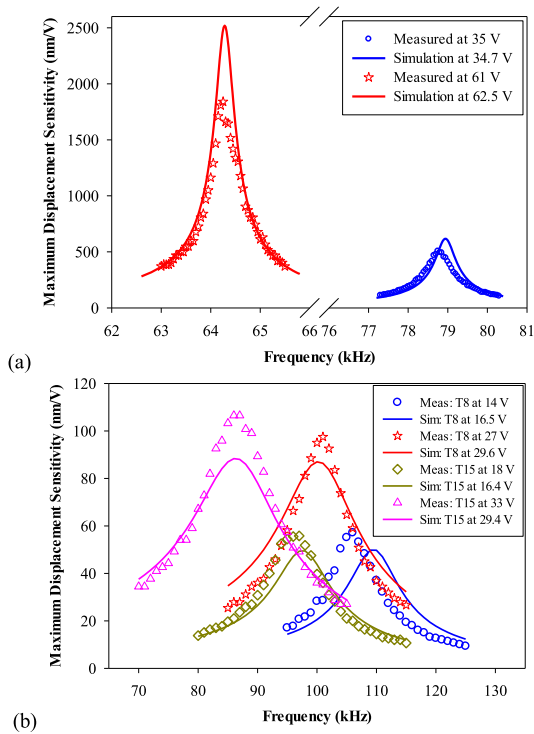 (a)
Maximum Displacement Sensitivity (nm/V)
2500
2000
1500
1000
500
0
Measured at 35 V
Simulation at 34.7 V
Measured at 61 V
Simulation at 62.5 V
62 63 64 65 66 76 77 78 79 80 81
Frequency (kHz)
(b)
Maximum Displacement Sensitivity (nm/V)
120
100
80
60
40
20
0
Meas: T8 at 14 V
Sim: T8 at 16.5 V
Meas: T8 at 27 V
Sim: T8 at 29.6 V
Meas: T15 at 18 V
Sim: T15 at 16.4 V
Meas: T15 at 33 V
Sim: T15 at 29.4 V
70 80 90 100 110 120 130
Frequency (kHz)